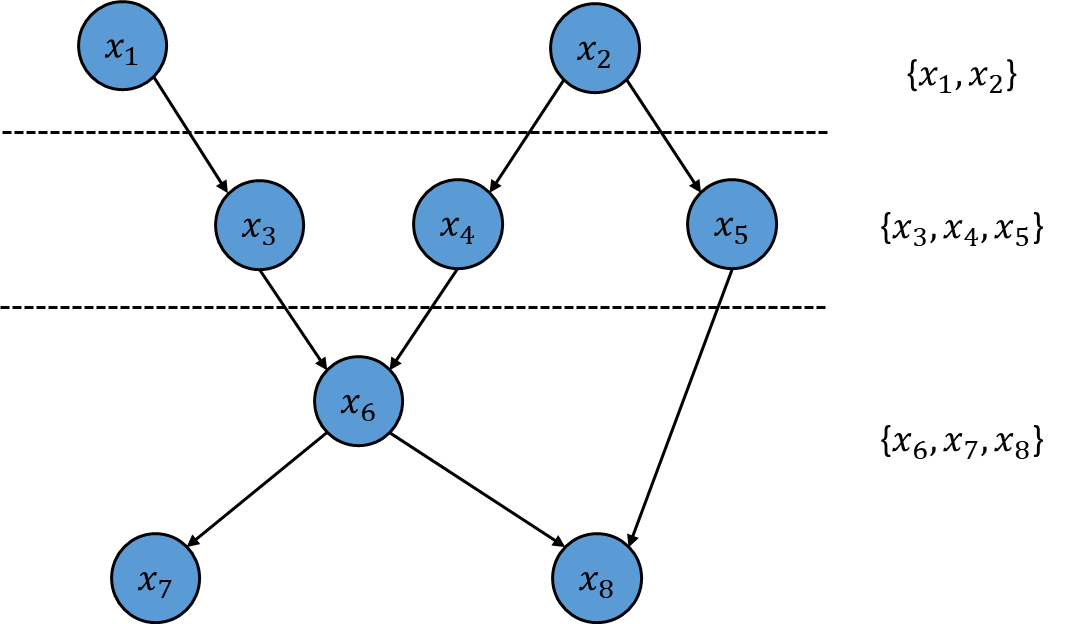 x₁
x₂
{x₁, x₂}
x₃
x₄
x₅
{x₃, x₄, x₅}
x₆
{x₆, x₇, x₈}
x₇
x₈